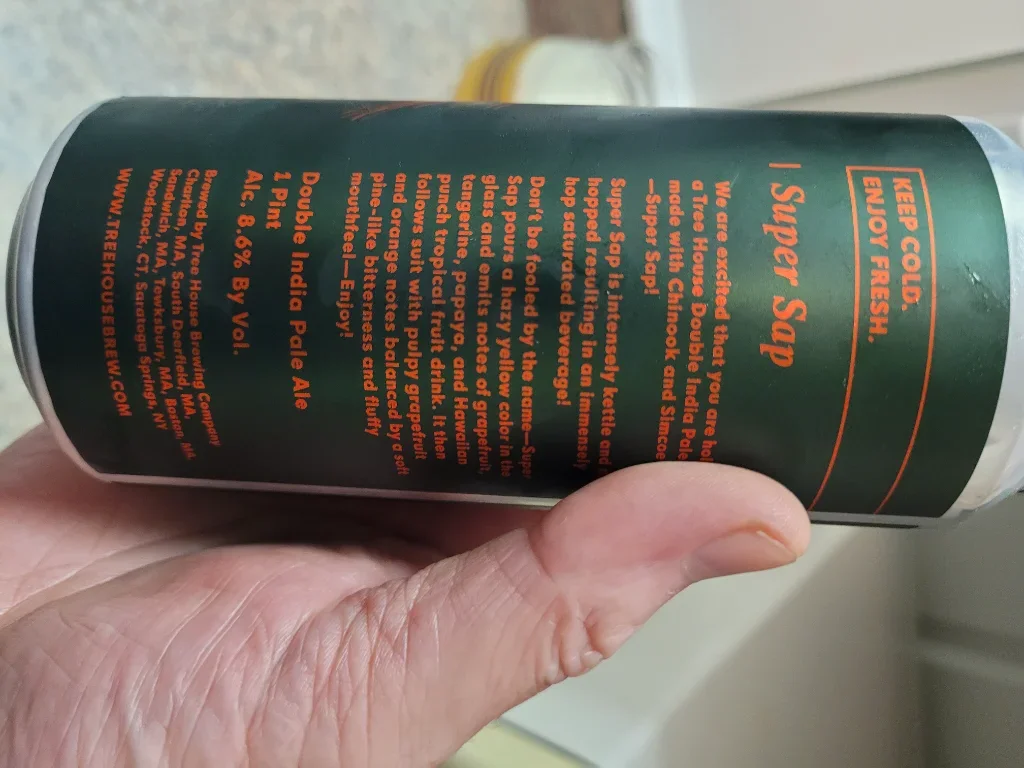 KEEP COLD.
ENJOY FRESH.
| Super Sap
We are excited that you are
a Tree House Double India Pale
made with Chinook and Simcoe
—Super Sap!
Super Sap is intensely kettle and
hopped resulting in an immensely
hop saturated beverage!
Don't be fooled by the name—Super
Sap pours a hazy yellow color in the
glass and emits notes of grapefruit,
tangerine, papaya, and Hawaiian
punch tropical fruit drink. It then
follows suit with pulpy grapefruit
and orange notes balanced by a soft
pine-like bitterness and fluffy
mouthfeel—Enjoy!
Double India Pale Ale
1 Pint
Alc. 8.6% By Vol.
Brewed by Tree House Brewing Company
Charlton, MA, South Deerfield, MA,
Sandwich, MA, Tewksbury, MA, Boston, MA,
Woodstock, CT, Saratoga Springs, NY
WWW.TREEHOUSEBREW.COM